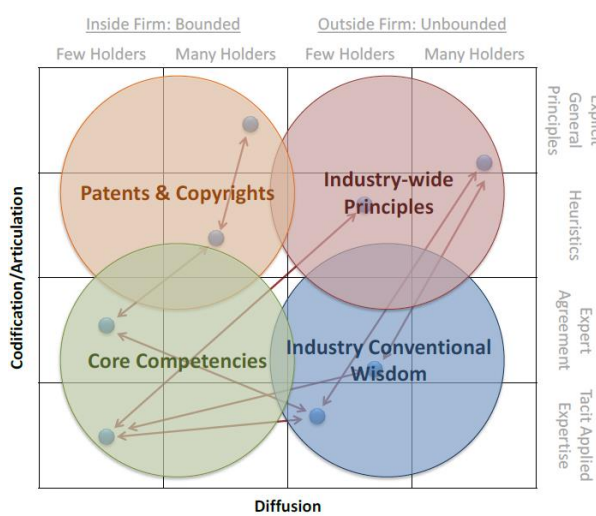 Inside Firm: Bounded
Outside Firm: Unbounded
Few Holders
Many Holders
Few Holders
Many Holders
Explicit
General
Principles
Heuristics
Expert
Agreement
Tacit Applied
Expertise
Codification/Articulation
Patents & Copyrights
Industry-wide
Principles
Core Competencies
Industry Conventional
Wisdom
Diffusion